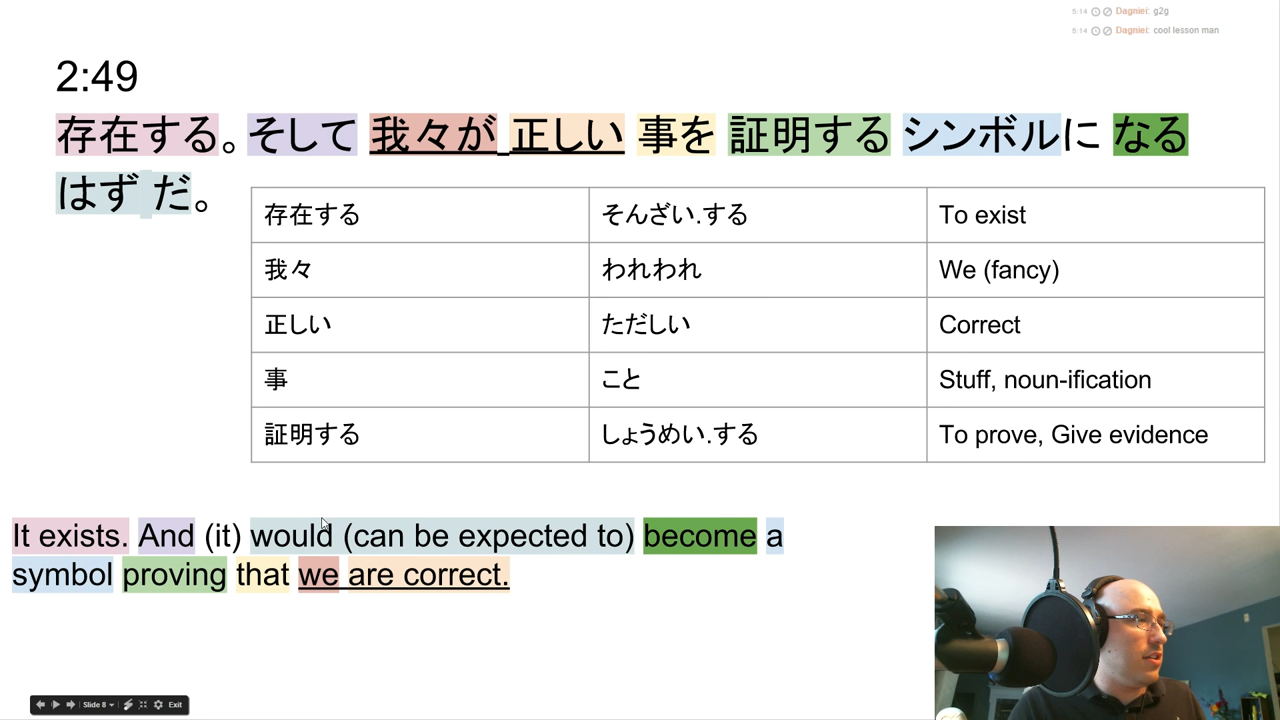 5:14 Dagniel: g2g
5:14 Dagniel: cool lesson man
2:49
存在する。そして 我々が 正しい 事を 証明する シンボルに なる
はず だ。
存在する そんざい.する To exist
我々 われわれ We (fancy)
正しい ただしい Correct
事 こと Stuff, noun-ification
証明する しょうめい.する To prove, Give evidence
It exists. And (it) would (can be expected to) become a
symbol proving that we are correct.
Slide 8 Exit